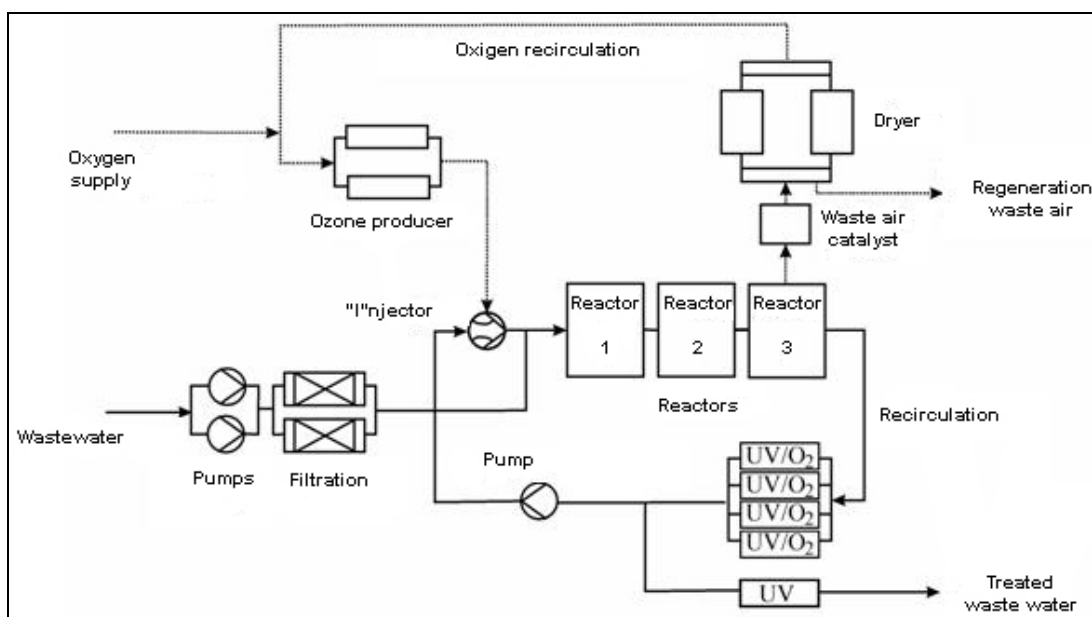 Oxigen recirculation
Dryer
Oxygen
supply
Ozone producer
Regeneration
waste air
Waste air
catalyst
"I"njector
Reactor
1
Reactor
2
Reactor
3
Reactors
Recirculation
Wastewater
Pumps
Filtration
Pump
UV/O2
UV/O2
UV/O2
UV/O2
UV
Treated
waste water